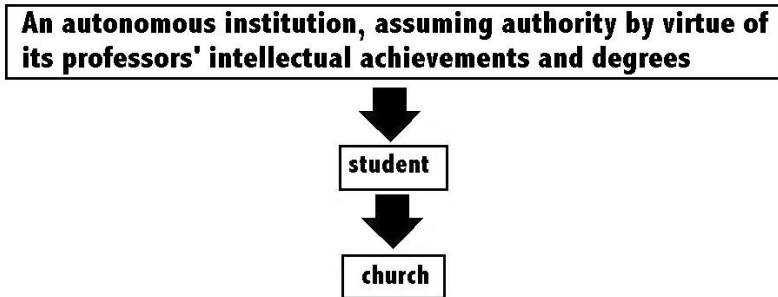 An autonomous institution, assuming authority by virtue of
its professors' intellectual achievements and degrees
student
church